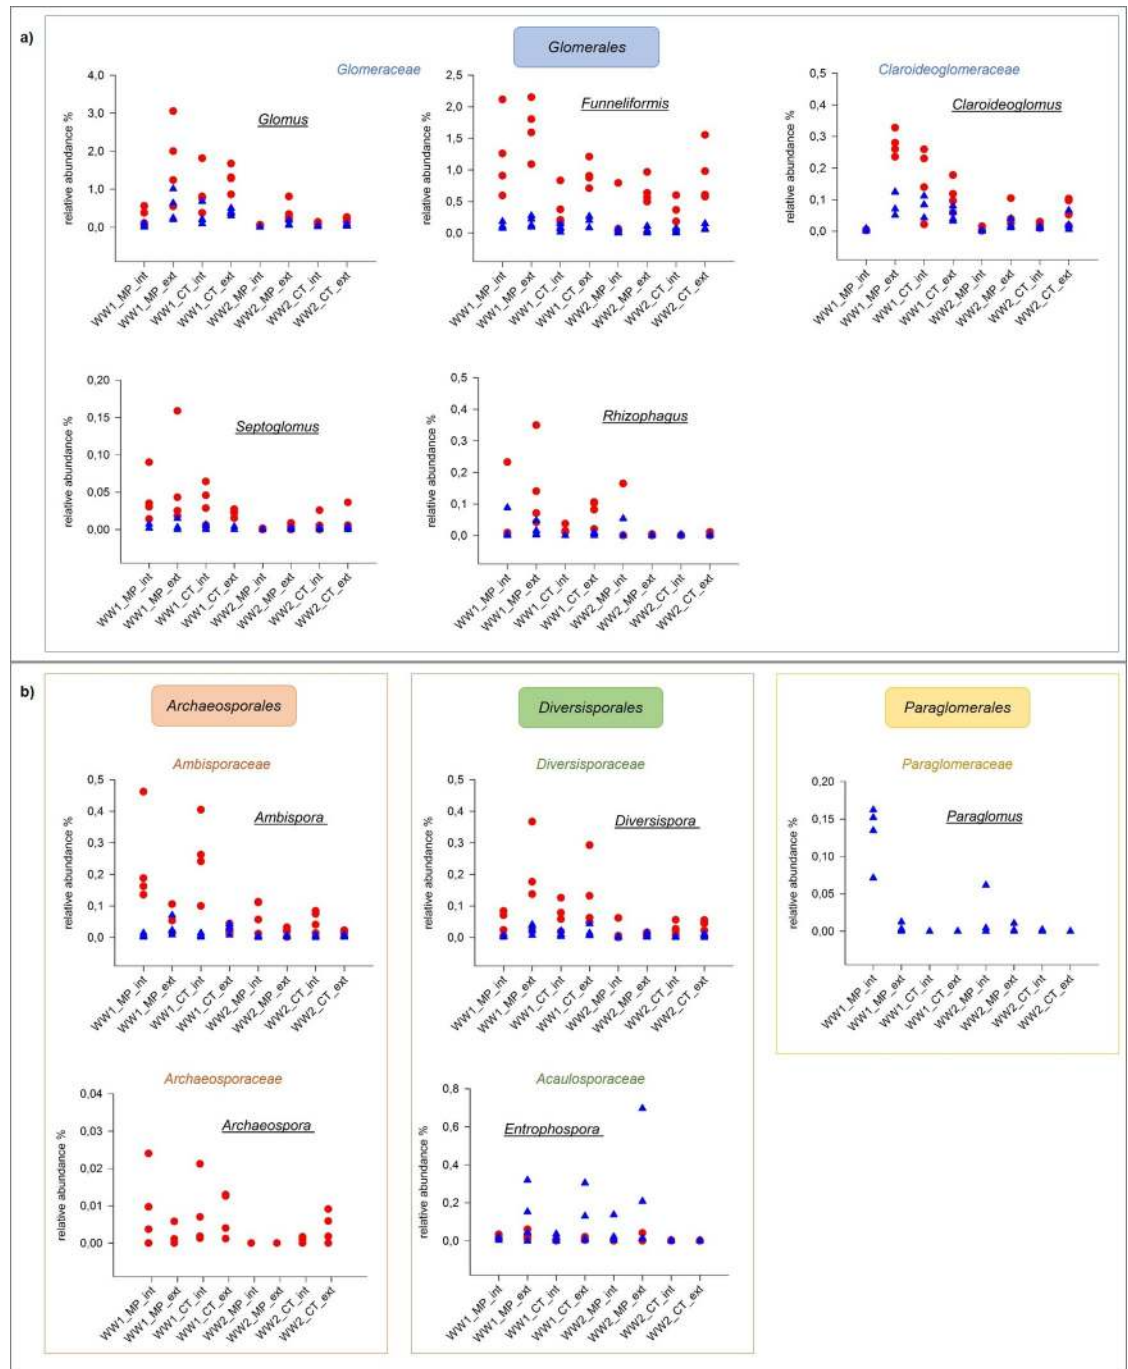 a)
Glomerales
Glomeraceae
Claroideoglomeraceae
relative abundance %
4,0
3,0
2,0
1,0
0,0
Glomus
WW1_MP_int
WW1_MP_ext
WW1_CT_int
WW1_CT_ext
WW2_MP_int
WW2_MP_ext
WW2_CT_int
WW2_CT_ext
relative abundance %
2,5
2,0
1,5
1,0
0,5
0,0
Funneliformis
WW1_MP_int
WW1_MP_ext
WW1_CT_int
WW1_CT_ext
WW2_MP_int
WW2_MP_ext
WW2_CT_int
WW2_CT_ext
relative abundance %
0,5
0,4
0,3
0,2
0,1
0,0
Claroideoglomus
WW1_MP_int
WW1_MP_ext
WW1_CT_int
WW1_CT_ext
WW2_MP_int
WW2_MP_ext
WW2_CT_int
WW2_CT_ext
relative abundance %
0,20
0,15
0,10
0,05
0,00
Septoglomus
WW1_MP_int
WW1_MP_ext
WW1_CT_int
WW1_CT_ext
WW2_MP_int
WW2_MP_ext
WW2_CT_int
WW2_CT_ext
relative abundance %
0,5
0,4
0,3
0,2
0,1
0,0
Rhizophagus
WW1_MP_int
WW1_MP_ext
WW1_CT_int
WW1_CT_ext
WW2_MP_int
WW2_MP_ext
WW2_CT_int
WW2_CT_ext
b)
Archaeosporales
Ambisporaceae
relative abundance %
0,5
0,4
0,3
0,2
0,1
0,0
Ambispora
WW1_MP_int
WW1_MP_ext
WW1_CT_int
WW1_CT_ext
WW2_MP_int
WW2_MP_ext
WW2_CT_int
WW2_CT_ext
Archaeosporaceae
relative abundance %
0,04
0,03
0,02
0,01
0,00
Archaeospora
WW1_MP_int
WW1_MP_ext
WW1_CT_int
WW1_CT_ext
WW2_MP_int
WW2_MP_ext
WW2_CT_int
WW2_CT_ext
Diversisporales
Diversisporaceae
relative abundance %
0,5
0,4
0,3
0,2
0,1
0,0
Diversispora
WW1_MP_int
WW1_MP_ext
WW1_CT_int
WW1_CT_ext
WW2_MP_int
WW2_MP_ext
WW2_CT_int
WW2_CT_ext
Acaulosporaceae
relative abundance %
0,8
0,6
0,4
0,2
0,0
Entrophospora
WW1_MP_int
WW1_MP_ext
WW1_CT_int
WW1_CT_ext
WW2_MP_int
WW2_MP_ext
WW2_CT_int
WW2_CT_ext
Paraglomerales
Paraglomeraceae
relative abundance %
0,20
0,15
0,10
0,05
0,00
Paraglomus
WW1_MP_int
WW1_MP_ext
WW1_CT_int
WW1_CT_ext
WW2_MP_int
WW2_MP_ext
WW2_CT_int
WW2_CT_ext